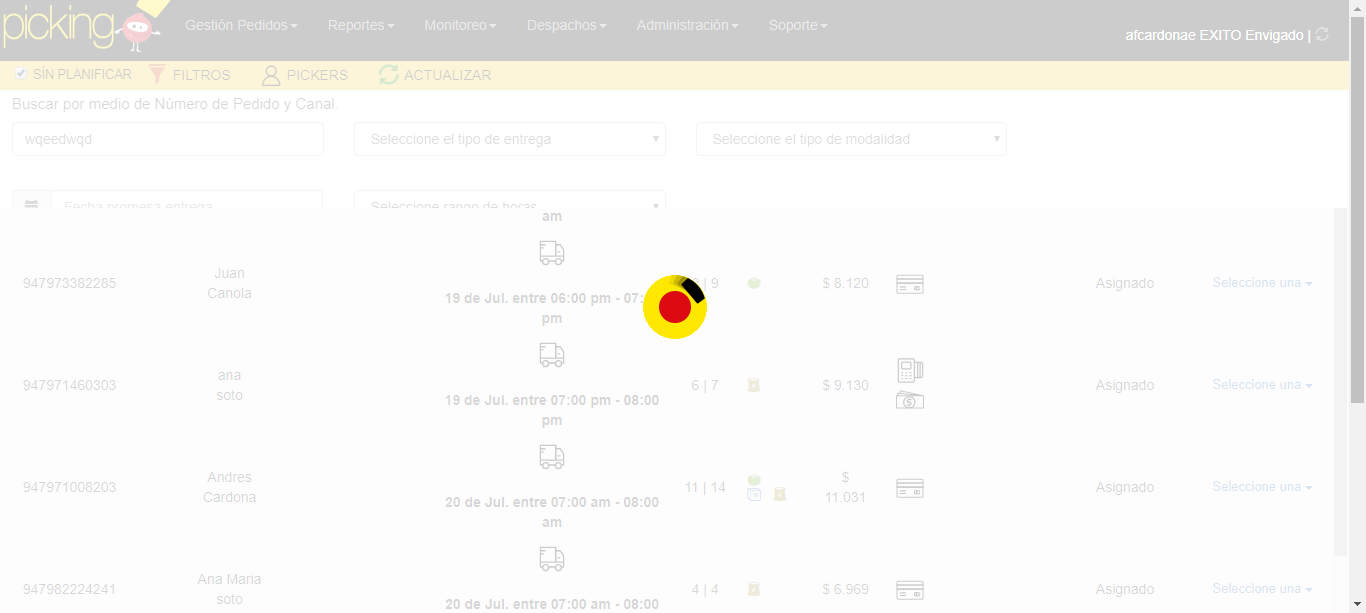 picking
Gestión Pedidos Reportes Monitoreo Despachos Administración Soporte
afcardonae EXITO Envigado |
SÍN PLANIFICAR FILTROS PICKERS ACTUALIZAR
Buscar por medio de Número de Pedido y Canal.
wqeedwqd Seleccione el tipo de entrega Seleccione el tipo de modalidad
Fecha promesa entrega Seleccione rango de horas
am
947973382285 Juan Canola 19 de Jul. entre 06:00 pm - 07: pm | 9 $ 8.120 Asignado Seleccione una
947971460303 ana soto 19 de Jul. entre 07:00 pm - 08:00 pm 6 | 7 $ 9.130 Asignado Seleccione una
947971008203 Andres Cardona 20 de Jul. entre 07:00 am - 08:00 am 11 | 14 $ 11.031 Asignado Seleccione una
947982224241 Ana Maria soto 20 de Jul. entre 07:00 am - 08:00 4 | 4 $ 6.969 Asignado Seleccione una